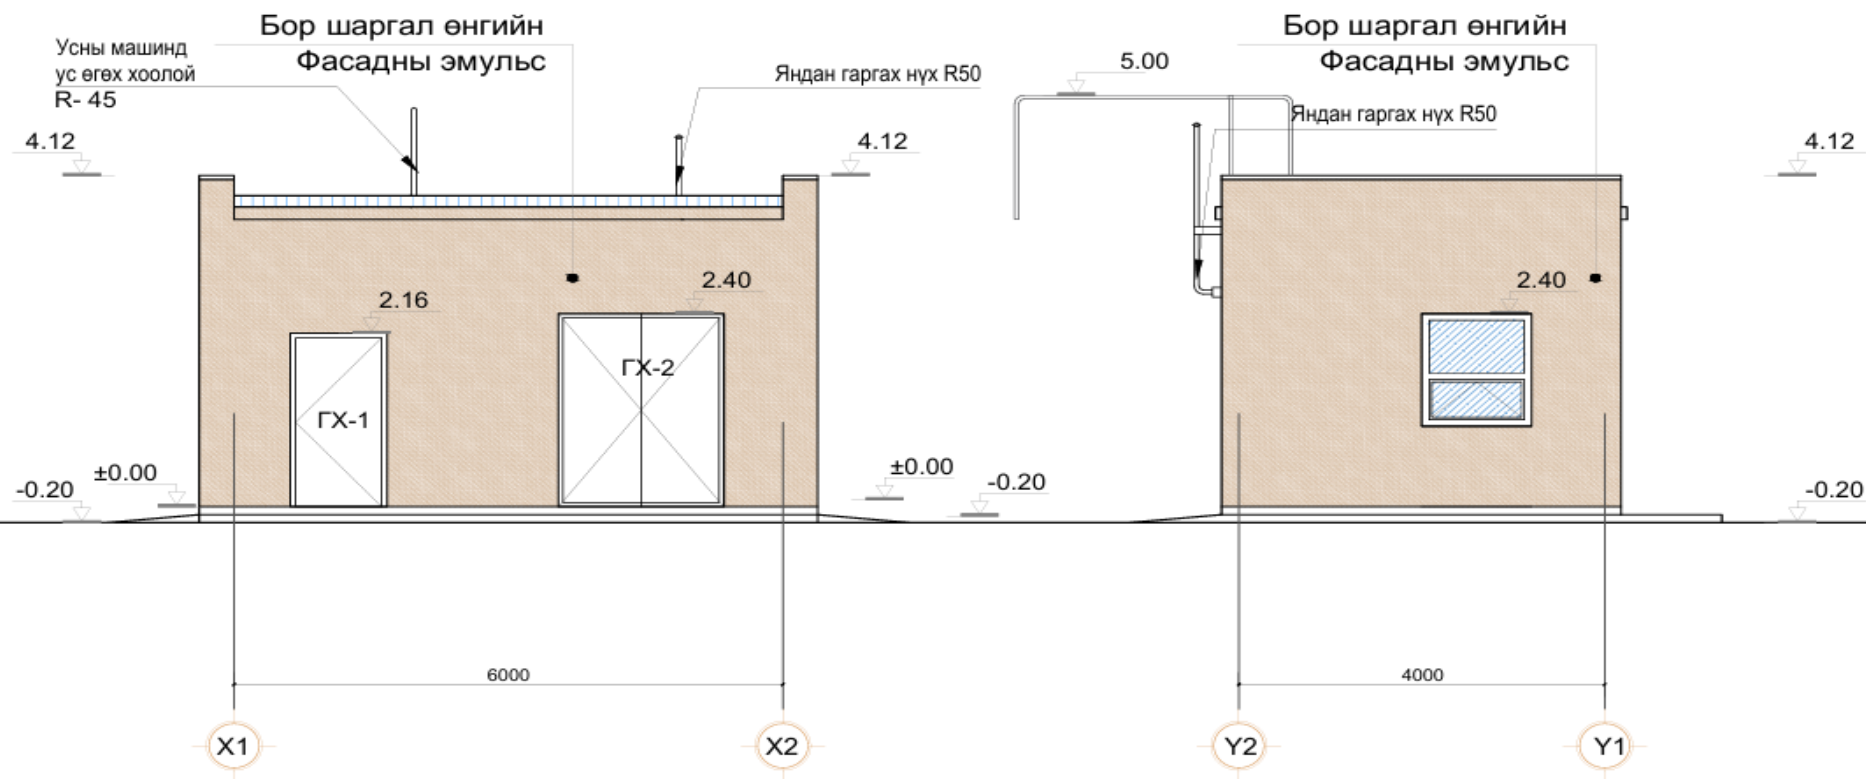 Бор шаргал өнгийн
Фасадны эмульс
Усны машинд
ус өгөх хоолой
R- 45
Яндан гаргах нүх R50
4.12
4.12
2.16
2.40
ГХ-1
ГХ-2
±0.00
-0.20
±0.00
-0.20
6000
X1
X2
Бор шаргал өнгийн
Фасадны эмульс
5.00
Яндан гаргах нүх R50
4.12
2.40
-0.20
4000
Y2
Y1